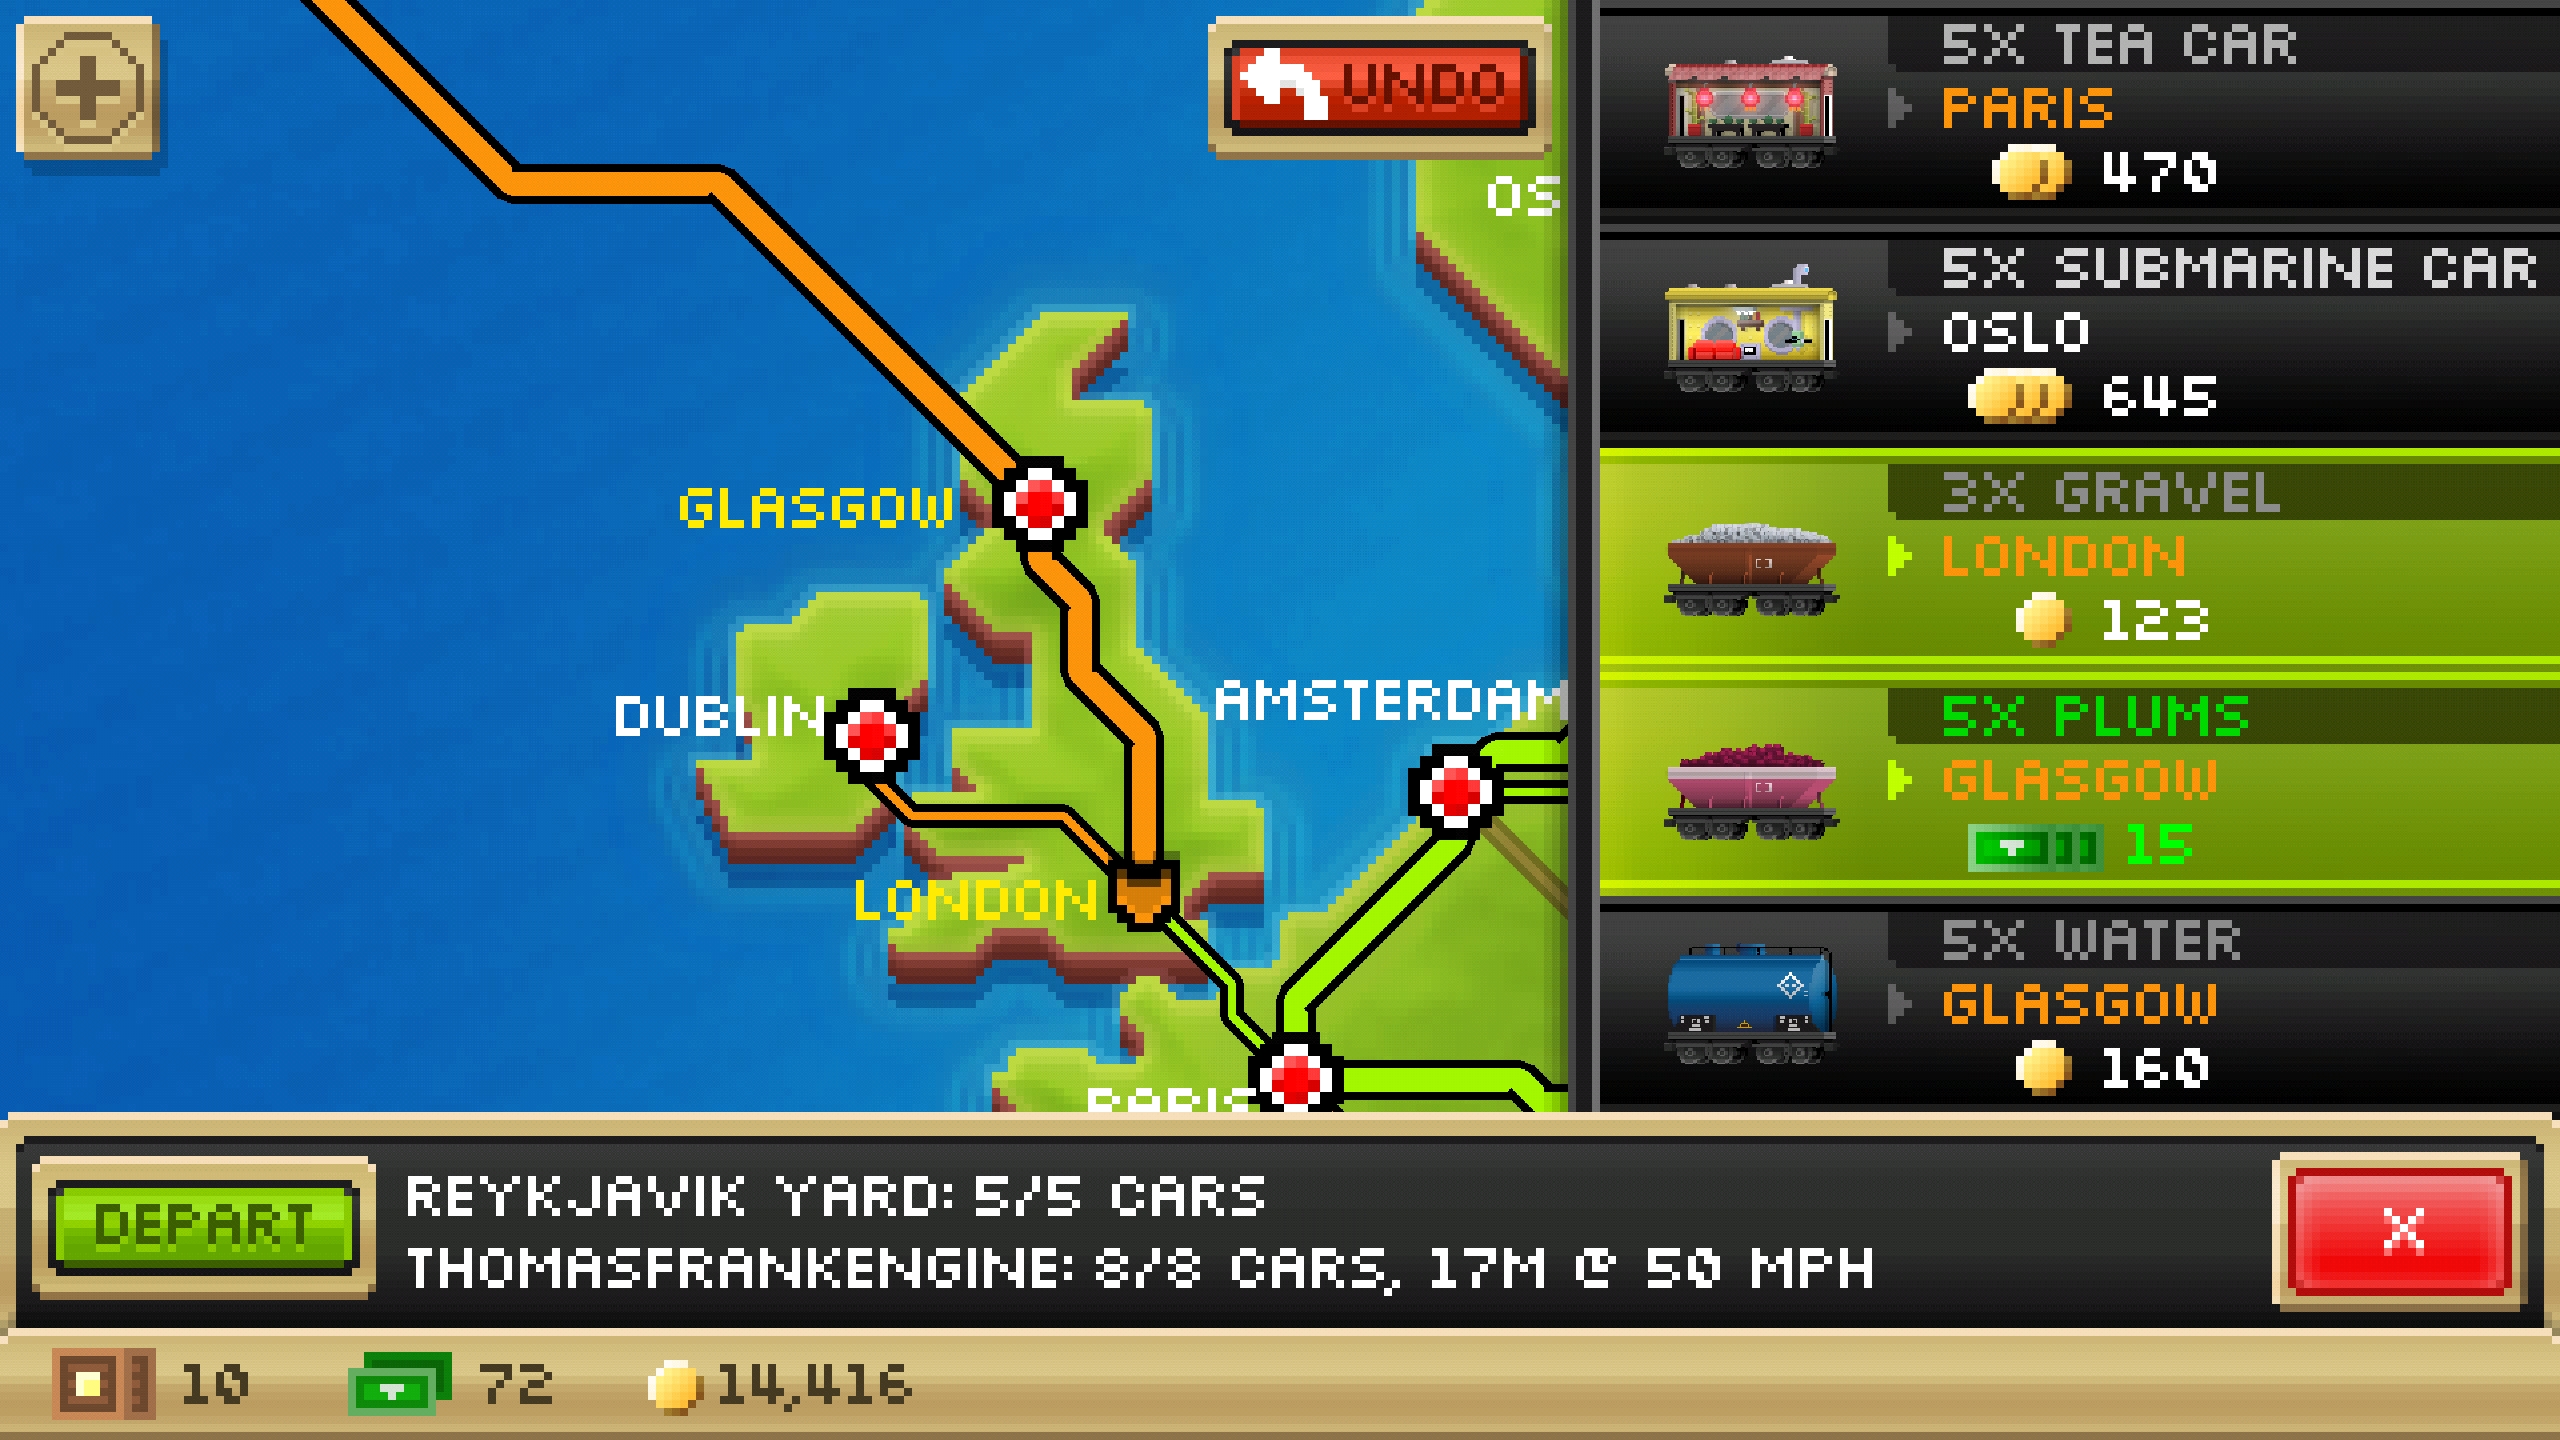 UNDO
OS
GLASGOW
DUBLIN
AMSTERDAM
LONDON
PARIS
5X TEA CAR
PARIS
470
5X SUBMARINE CAR
OSLO
645
3X GRAVEL
LONDON
123
5X PLUMS
GLASGOW
15
5X WATER
GLASGOW
160
DEPART
REYKJAVIK YARD: 5/5 CARS
THOMASFRANKENGINE: 8/8 CARS, 17M @ 50 MPH
X
10
72
14,416